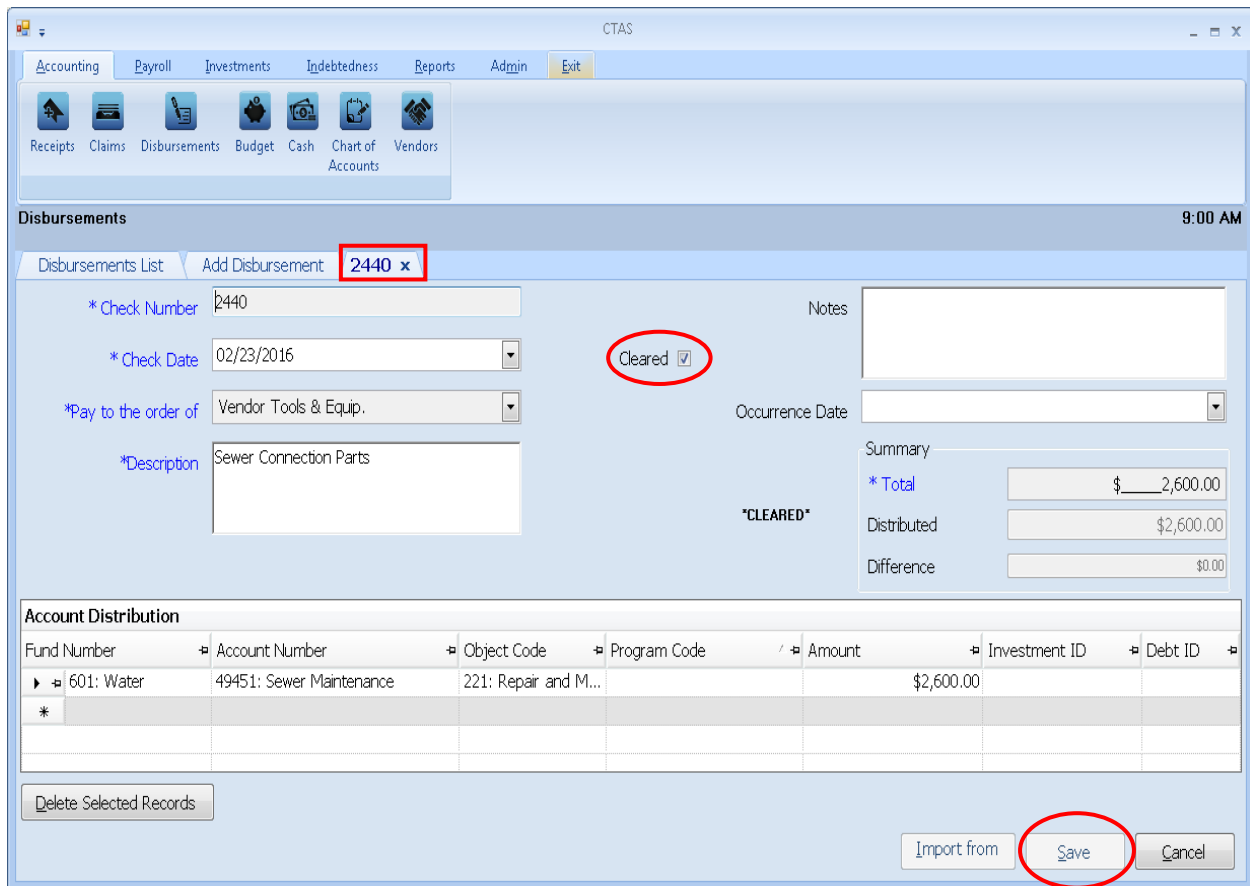 CTAS
Accounting Payroll Investments Indebtedness Reports Admin Exit
Receipts Claims Disbursements Budget Cash Chart of Accounts Vendors
Disbursements 9:00 AM
Disbursements List Add Disbursement 2440 x
* Check Number 2440 Notes
* Check Date 02/23/2016 Cleared
*Pay to the order of Vendor Tools & Equip. Occurrence Date
*Description Sewer Connection Parts Summary
* Total $_____2,600.00
*CLEARED*
Distributed $2,600.00
Difference $0.00
Account Distribution
Fund Number Account Number Object Code Program Code Amount Investment ID Debt ID
601: Water 49451: Sewer Maintenance 221: Repair and M... $2,600.00
*
Delete Selected Records
Import from Save Cancel